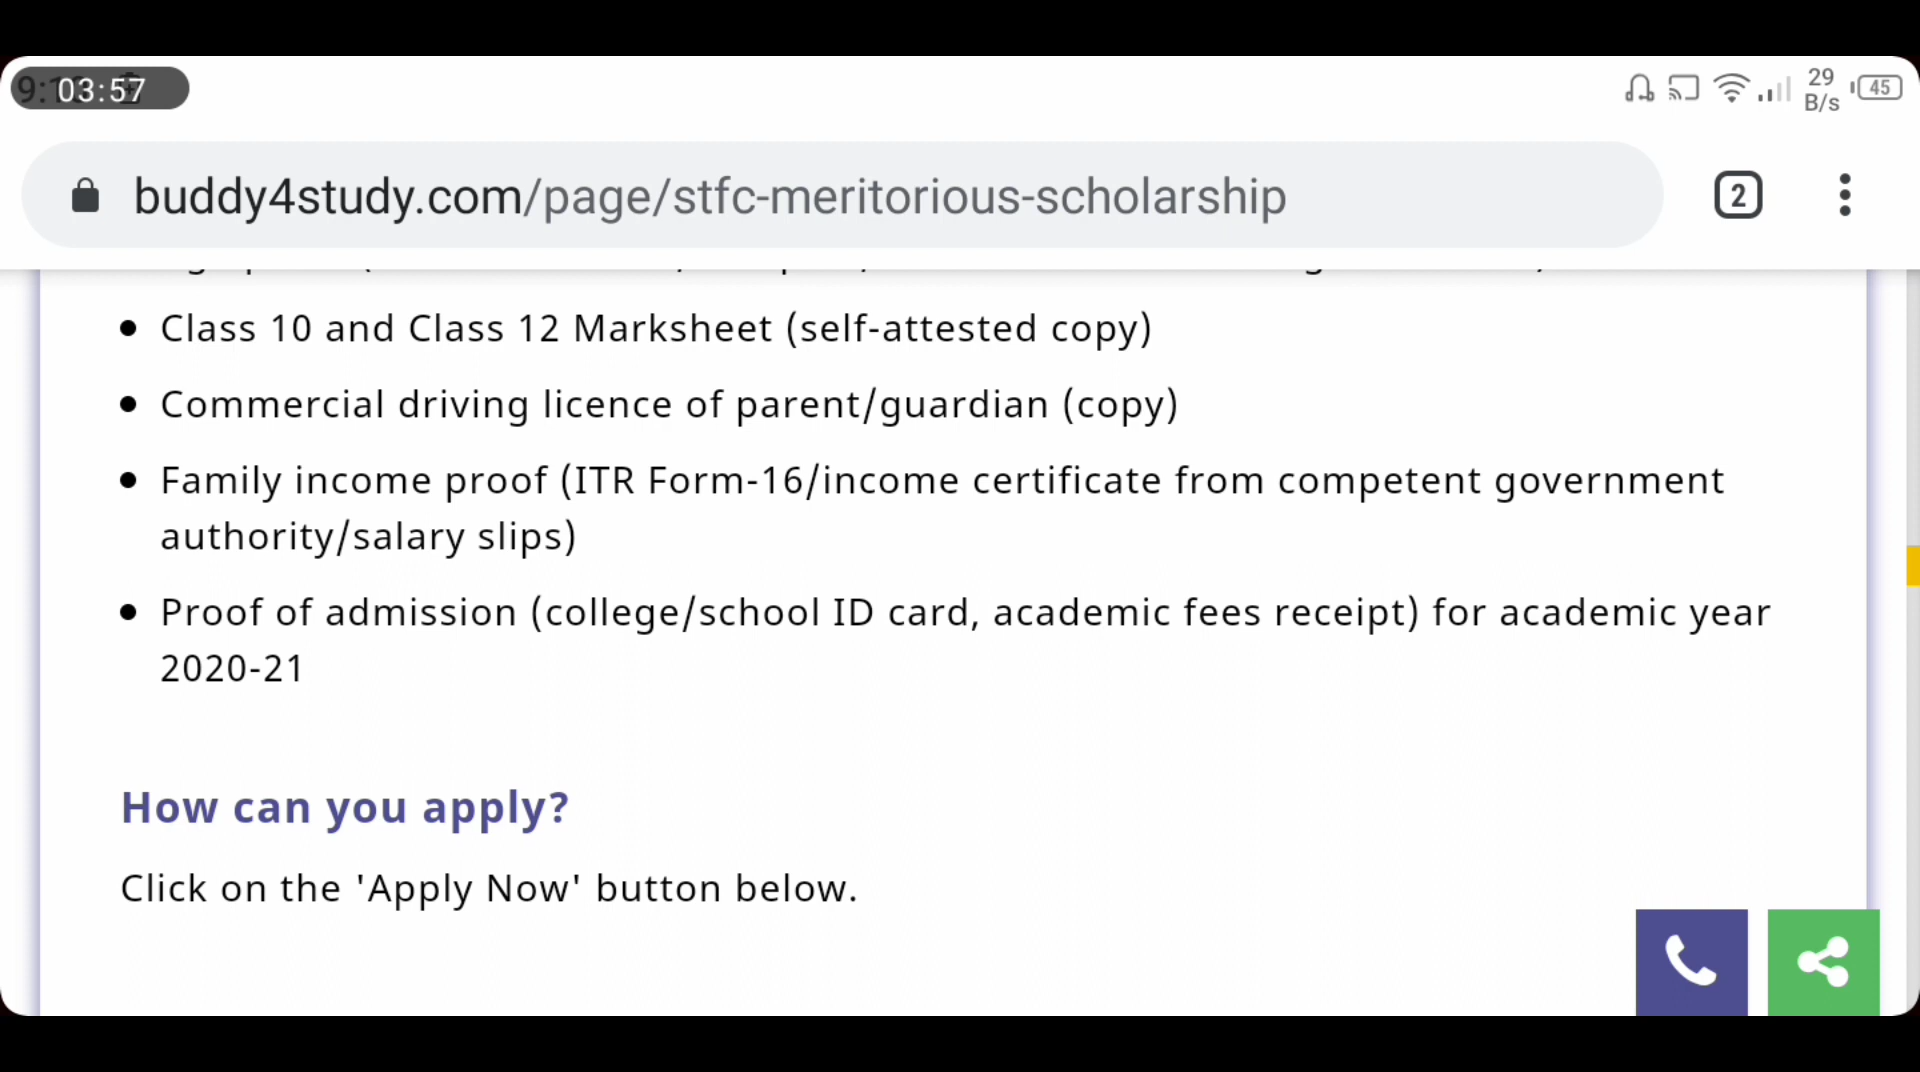 03:57
29
B/s
45
buddy4study.com/page/stfc-meritorious-scholarship
2
• Class 10 and Class 12 Marksheet (self-attested copy)
• Commercial driving licence of parent/guardian (copy)
• Family income proof (ITR Form-16/income certificate from competent government
authority/salary slips)
• Proof of admission (college/school ID card, academic fees receipt) for academic year
2020-21
How can you apply?
Click on the 'Apply Now' button below.